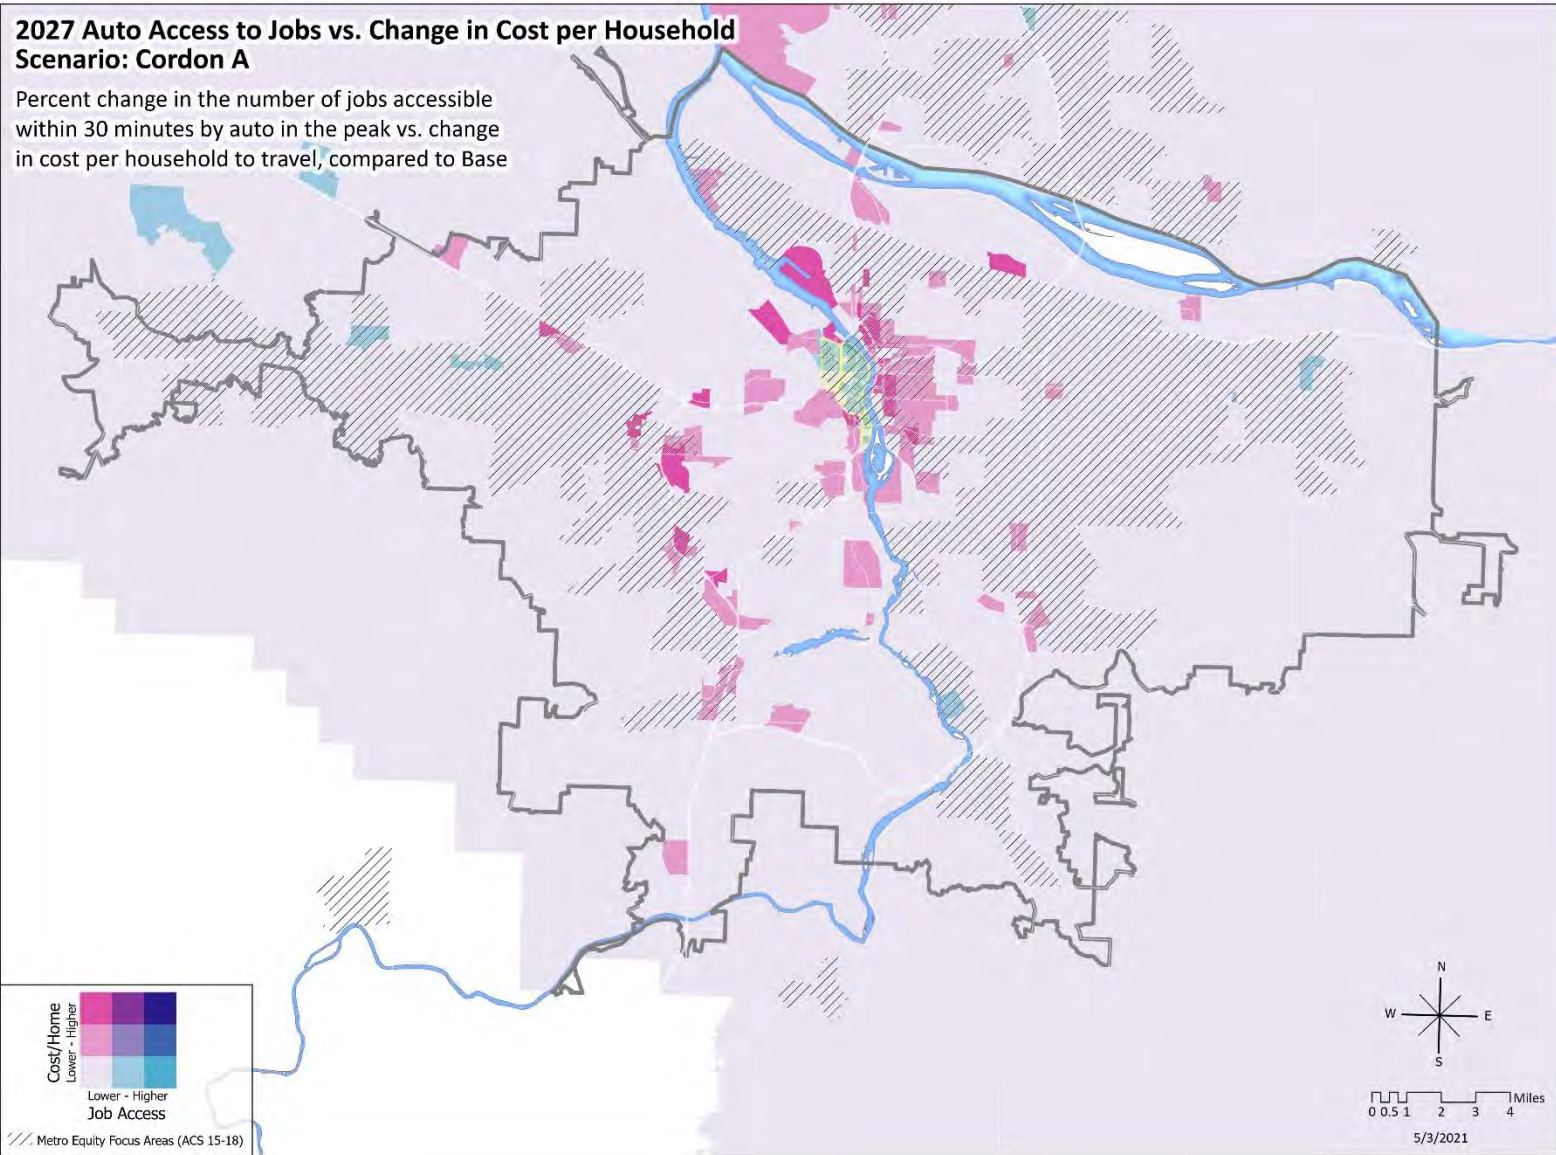 2027 Auto Access to Jobs vs. Change in Cost per Household
Scenario: Cordon A
Percent change in the number of jobs accessible
within 30 minutes by auto in the peak vs. change
in cost per household to travel, compared to Base
Cost/Home
Lower - Higher
Lower - Higher
Job Access
Metro Equity Focus Areas (ACS 15-18)
N
W
E
S
Miles
0 0.5 1 2 3 4
5/3/2021